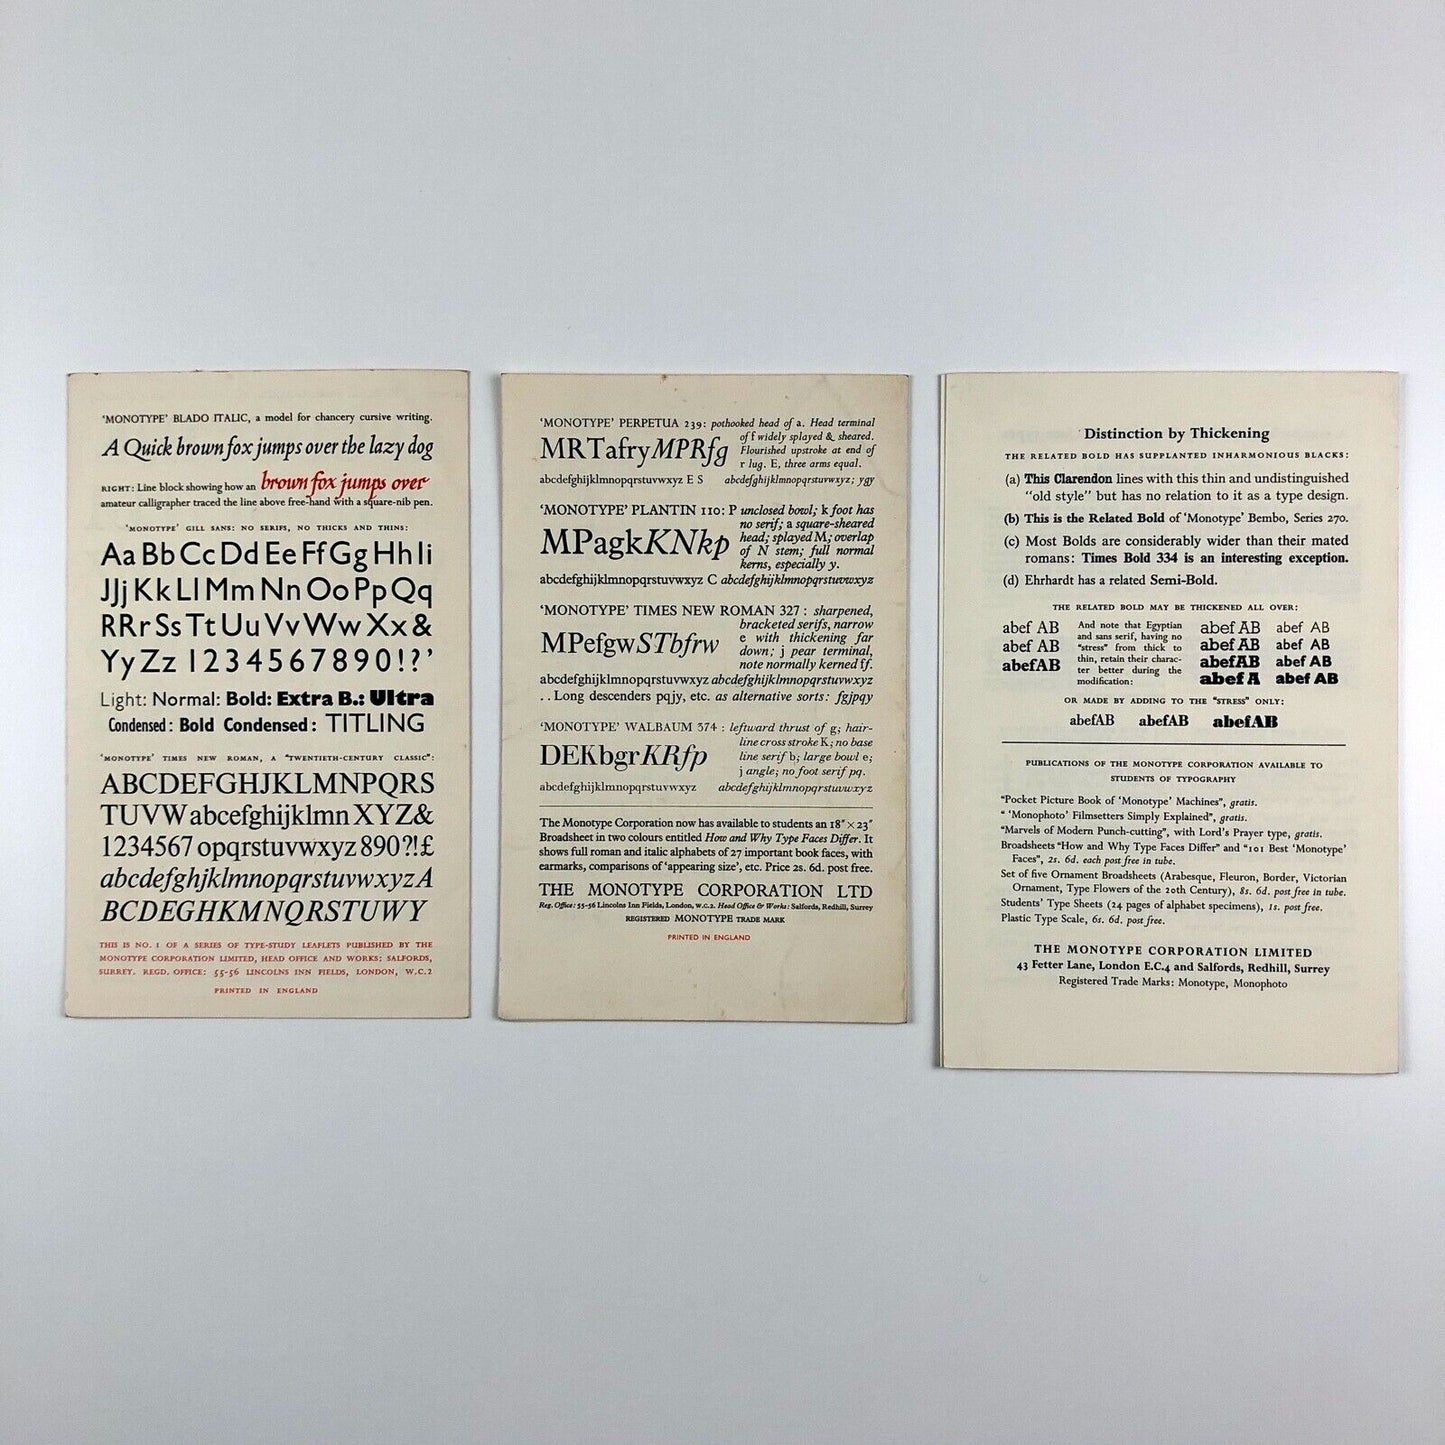 ‘MONOTYPE’ BLADO ITALIC, a model for chancery cursive writing.
A Quick brown fox jumps over the lazy dog
RIGHT: Line block showing how an brown fox jumps over
amateur calligrapher traced the line above free-hand with a square-nib pen.
‘MONOTYPE’ GILL SANS: NO SERIFS, NO THICKS AND THINS:
Aa Bb Cc Dd Ee Ff Gg Hh Ii
JJj Kk LI Mm Nn Oo Pp Qq
RRr Ss Tt Uu Vv Ww Xx &
Yy Zz 1234567890!?’
Light: Normal: Bold: Extra B.: Ultra
Condensed: Bold Condensed: TITLING
‘MONOTYPE’ TIMES NEW ROMAN, A “TWENTIETH-CENTURY CLASSIC”:
ABCDEFGHJKLMNPQRS
TUVW abcefghijklmn XYZ&
1234567 opqrstuvwxyz 890?!£
abcdefghijklmnopqrstuvwxyzA
BCDEGHKMNQRSTUWY
THIS IS NO. 1 OF A SERIES OF TYPE-STUDY LEAFLETS PUBLISHED BY THE
MONOTYPE CORPORATION LIMITED, HEAD OFFICE AND WORKS: SALFORDS,
SURREY. REGD. OFFICE: 55-56 LINCOLNS INN FIELDS, LONDON, W.C.2
PRINTED IN ENGLAND
‘MONOTYPE’ PERPETUA 239: pothooked head of a. Head terminal
MRTafryMPRfg of f widely splayed & sheared.
Flourished upstroke at end of
r lug. E, three arms equal.
abcdefghijklmnopqrstuvwxyz E S abcdefghijklmnopqrstuvwxyz; ygy
‘MONOTYPE’ PLANTIN 110: P unclosed bowl; k foot has
no serif; a square-sheared
MPagkKNkp head; splayed M; overlap
of N stem; full normal
kerns, especially y.
abcdefghijklmnopqrstuvwxyz C abcdefghijklmnopqrstuvwxyz
‘MONOTYPE’ TIMES NEW ROMAN 327: sharpened,
bracketed serifs, narrow
MPefgwSTbfrw e with thickening far
down; j pear terminal,
note normally kerned ff.
abcdefghijklmnopqrstuvwxyz abcdefghijklmnopqrstuvwxyz
. . Long descenders pqjy, etc. as alternative sorts: fgjpqy
‘MONOTYPE’ WALBAUM 374: leftward thrust of g; hair-
line cross stroke K; no base
DEKbgrKRfp line serif b; large bowl e;
j angle; no foot serif pq.
abcdefghijklmnopqrstuvwxyz abcdefghijklmnopqrstuvwxyz
The Monotype Corporation now has available to students an 18″ × 23″
Broadsheet in two colours entitled How and Why Type Faces Differ. It
shows full roman and italic alphabets of 27 important book faces, with
earmarks, comparisons of ‘appearing size’, etc. Price 2s. 6d. post free.
THE MONOTYPE CORPORATION LTD
Reg. Office: 55-56 Lincolns Inn Fields, London, W.C.2. Head Office & Works: Salfords, Redhill, Surrey
REGISTERED MONOTYPE TRADE MARK
PRINTED IN ENGLAND
Distinction by Thickening
THE RELATED BOLD HAS SUPPLANTED INHARMONIOUS BLACKS:
(a) This Clarendon lines with this thin and undistinguished
“old style” but has no relation to it as a type design.
(b) This is the Related Bold of ‘Monotype’ Bembo, Series 270.
(c) Most Bolds are considerably wider than their mated
romans: Times Bold 334 is an interesting exception.
(d) Ehrhardt has a related Semi-Bold.
THE RELATED BOLD MAY BE THICKENED ALL OVER:
abef AB And note that Egyptian abef AB abef AB
abef AB and sans serif, having no abef AB abef AB
“stress” from thick to
abefAB thin, retain their charac- abefAB abef AB
ter better during the
modification: abef A abef AB
OR MADE BY ADDING TO THE “STRESS” ONLY:
abefAB abefAB abefAB
PUBLICATIONS OF THE MONOTYPE CORPORATION AVAILABLE TO
STUDENTS OF TYPOGRAPHY
“Pocket Picture Book of ‘Monotype’ Machines”, gratis.
“ ‘Monophoto’ Filmsetters Simply Explained”, gratis.
“Marvels of Modern Punch-cutting”, with Lord’s Prayer type, gratis.
Broadsheets “How and Why Type Faces Differ” and “101 Best ‘Monotype’
Faces”, 2s. 6d. each post free in tube.
Set of five Ornament Broadsheets (Arabesque, Fleuron, Border, Victorian
Ornament, Type Flowers of the 20th Century), 8s. 6d. post free in tube.
Students’ Type Sheets (24 pages of alphabet specimens), 1s. post free.
Plastic Type Scale, 6s. 6d. post free.
THE MONOTYPE CORPORATION LIMITED
43 Fetter Lane, London E.C.4 and Salfords, Redhill, Surrey
Registered Trade Marks: Monotype, Monophoto